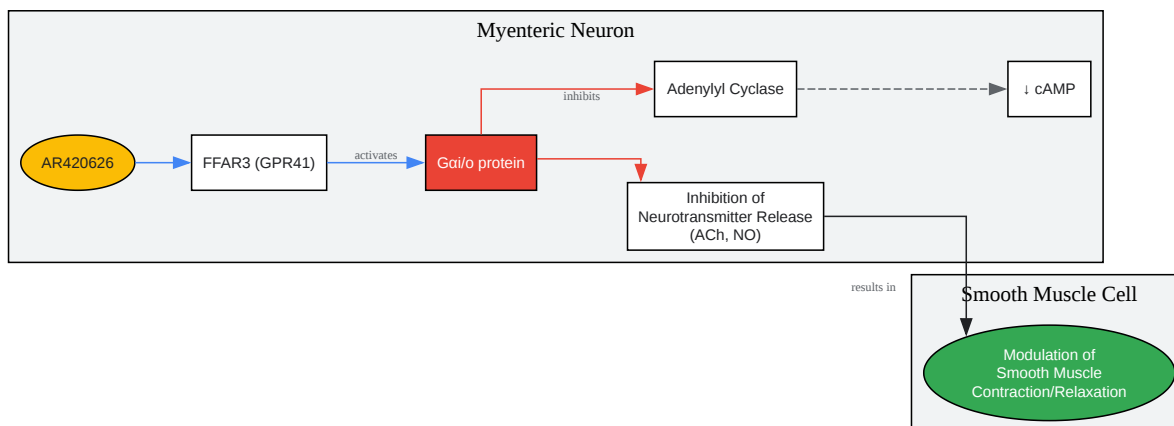 Myenteric Neuron
inhibits
Adenylyl Cyclase
↓ cAMP
AR420626
FFAR3 (GPR41)
activates
Gαi/o protein
Inhibition of
Neurotransmitter Release
(ACh, NO)
results in
Smooth Muscle Cell
Modulation of
Smooth Muscle
Contraction/Relaxation